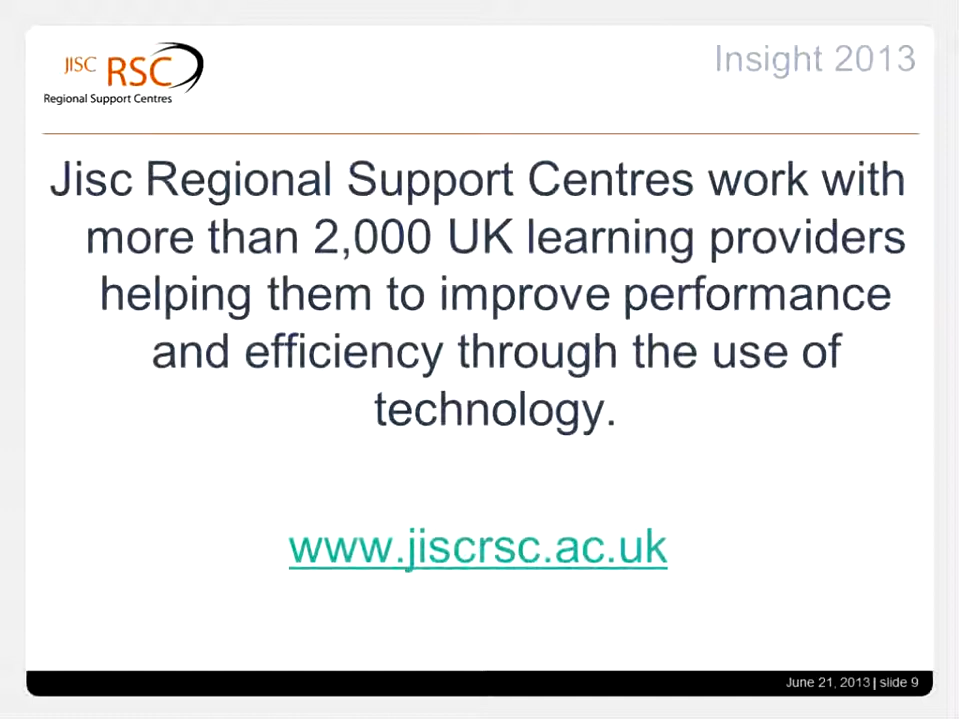 JISC RSC
Regional Support Centres
Insight 2013
Jisc Regional Support Centres work with
more than 2,000 UK learning providers
helping them to improve performance
and efficiency through the use of
technology.
www.jiscrsc.ac.uk
June 21, 2013 | slide 9